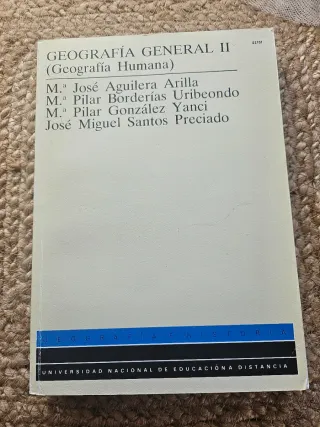 GEOGRAFÍA GENERAL II
(Geografía Humana)
M.ª José Aguilera Arilla
M.ª Pilar Borderías Uribeondo
M.ª Pilar González Yanci
José Miguel Santos Preciado
UNIVERSIDAD NACIONAL DE EDUCACIÓNA DISTANCIA